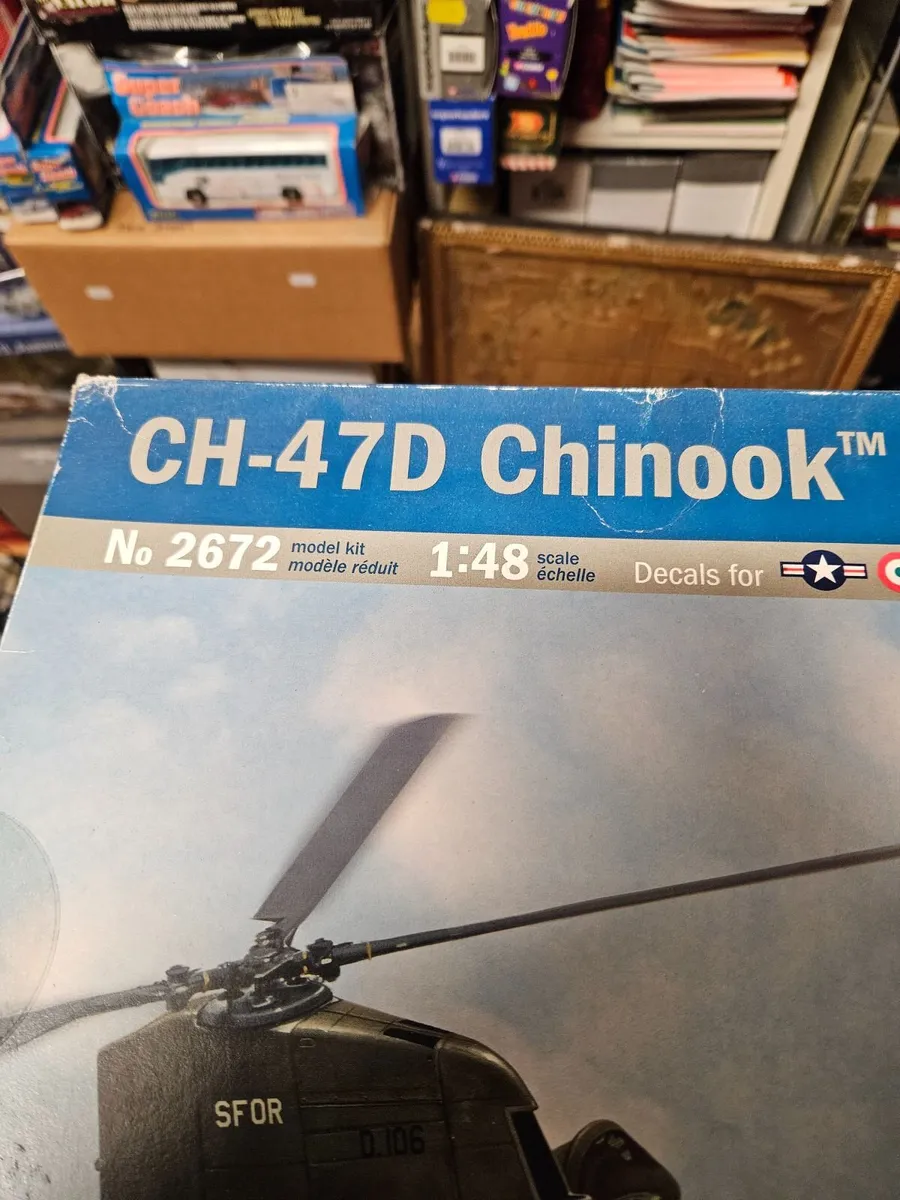 Super
Coach
CH-47D Chinook™
No 2672 model kit
modèle réduit
1:48 scale
échelle
Decals for
SFOR
D.106